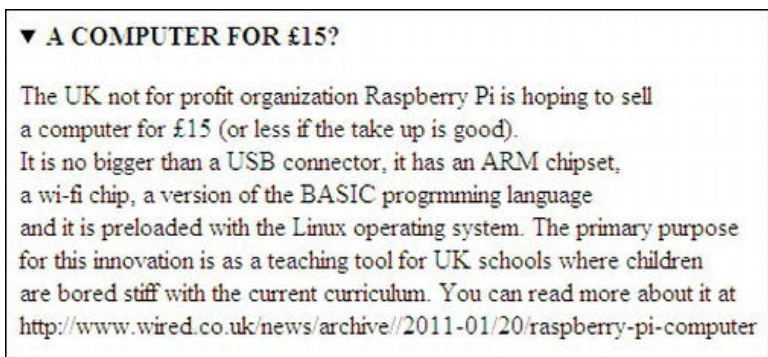 ▼ A COMPUTER FOR £15?
The UK not for profit organization Raspberry Pi is hoping to sell
a computer for £15 (or less if the take up is good).
It is no bigger than a USB connector, it has an ARM chipset,
a wi-fi chip, a version of the BASIC progrmming language
and it is preloaded with the Linux operating system. The primary purpose
for this innovation is as a teaching tool for UK schools where children
are bored stiff with the current curriculum. You can read more about it at
http://www.wired.co.uk/news/archive//2011-01/20/raspberry-pi-computer